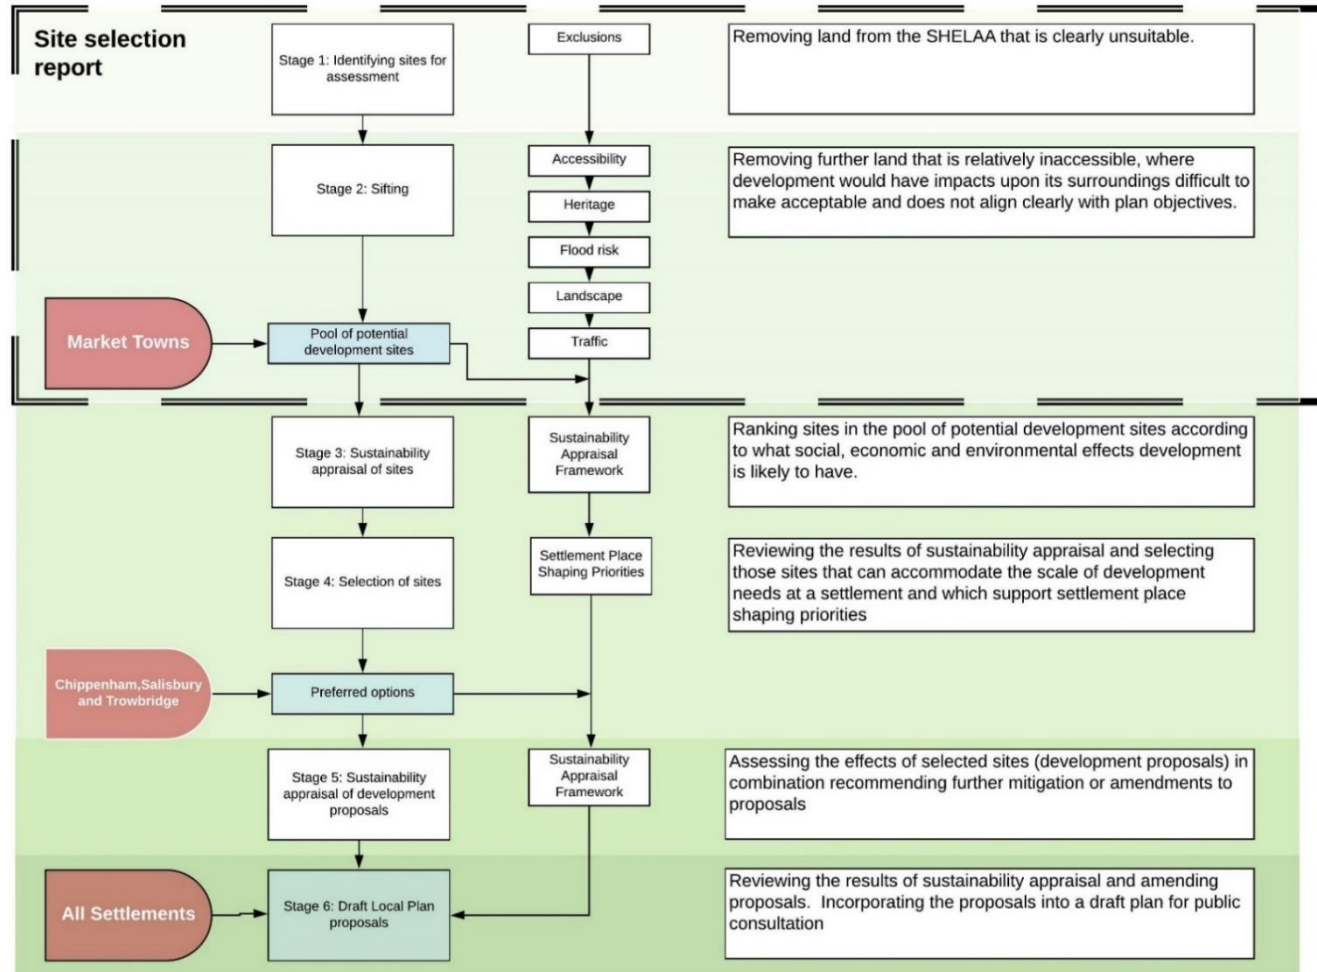 Site selection
report
Stage 1: Identifying sites for
assessment
Exclusions
Removing land from the SHELAA that is clearly unsuitable.
Stage 2: Sifting
Accessibility
Heritage
Flood risk
Landscape
Traffic
Removing further land that is relatively inaccessible, where
development would have impacts upon its surroundings difficult to
make acceptable and does not align clearly with plan objectives.
Market Towns
Pool of potential
development sites
Stage 3: Sustainability
appraisal of sites
Sustainability
Appraisal
Framework
Ranking sites in the pool of potential development sites according
to what social, economic and environmental effects development
is likely to have.
Stage 4: Selection of sites
Settlement Place
Shaping Priorities
Reviewing the results of sustainability appraisal and selecting
those sites that can accommodate the scale of development
needs at a settlement and which support settlement place
shaping priorities
Chippenham,Salisbury
and Trowbridge
Preferred options
Stage 5: Sustainability
appraisal of development
proposals
Sustainability
Appraisal
Framework
Assessing the effects of selected sites (development proposals) in
combination recommending further mitigation or amendments to
proposals
All Settlements
Stage 6: Draft Local Plan
proposals
Reviewing the results of sustainability appraisal and amending
proposals.  Incorporating the proposals into a draft plan for public
consultation